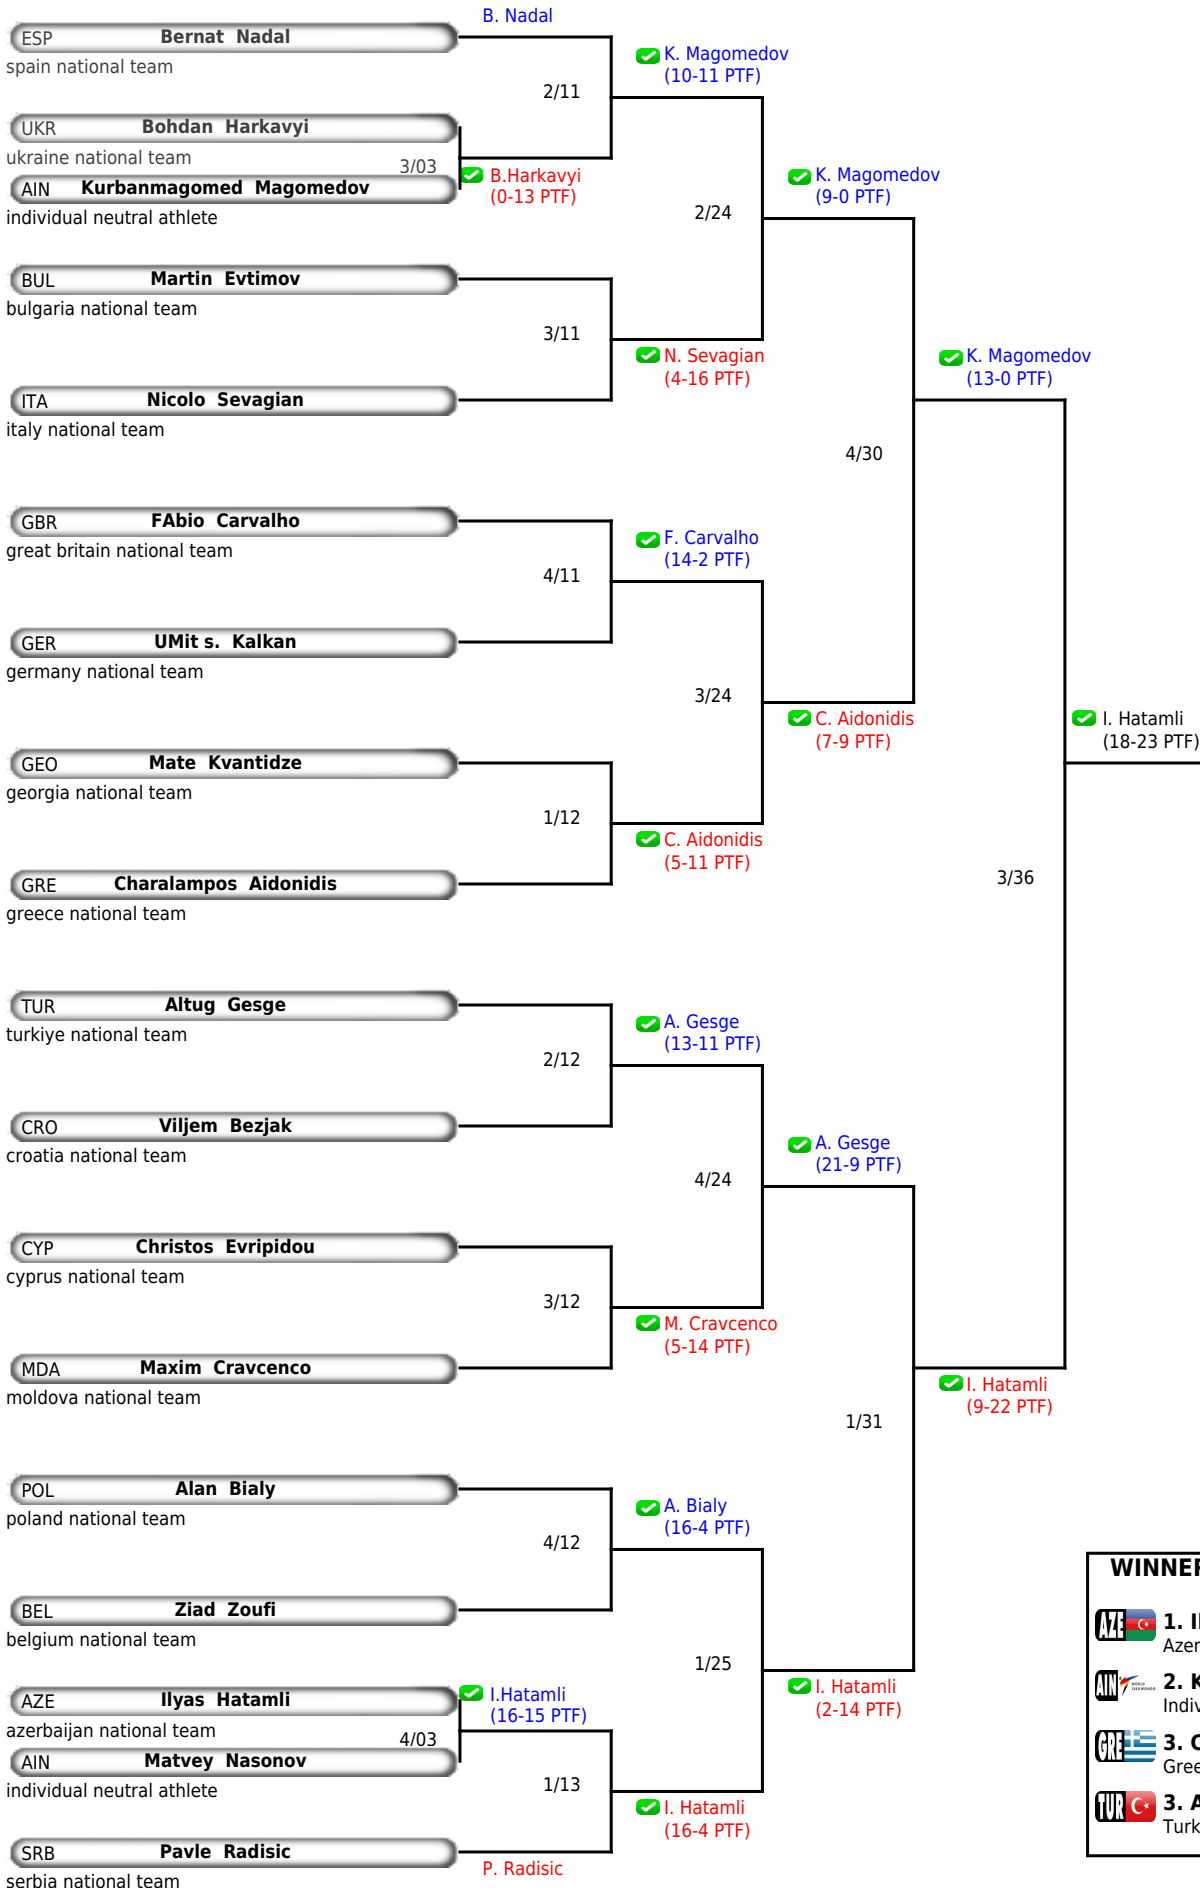 B. Nadal
ESP Bernat Nadal
spain national team
K. Magomedov
(10-11 PTF)
2/11
UKR Bohdan Harkavyi
ukraine national team
3/03
B.Harkavyi
(0-13 PTF)
AIN Kurbanmagomed Magomedov
individual neutral athlete
K. Magomedov
(9-0 PTF)
2/24
BUL Martin Evtimov
bulgaria national team
3/11
N. Sevagian
(4-16 PTF)
K. Magomedov
(13-0 PTF)
ITA Nicolo Sevagian
italy national team
4/30
GBR FAbio Carvalho
great britain national team
F. Carvalho
(14-2 PTF)
4/11
GER UMit s. Kalkan
germany national team
3/24
C. Aidonidis
(7-9 PTF)
I. Hatamli
(18-23 PTF)
GEO Mate Kvantidze
georgia national team
1/12
C. Aidonidis
(5-11 PTF)
GRE Charalampos Aidonidis
greece national team
3/36
TUR Altug Gesge
turkiye national team
A. Gesge
(13-11 PTF)
2/12
CRO Viljem Bezjak
croatia national team
A. Gesge
(21-9 PTF)
4/24
CYP Christos Evripidou
cyprus national team
3/12
M. Cravcenco
(5-14 PTF)
MDA Maxim Cravcenco
moldova national team
I. Hatamli
(9-22 PTF)
1/31
POL Alan Bialy
poland national team
A. Bialy
(16-4 PTF)
4/12
BEL Ziad Zoufi
belgium national team
1/25
I. Hatamli
(2-14 PTF)
AZE Ilyas Hatamli
azerbaijan national team
4/03
I.Hatamli
(16-15 PTF)
AIN Matvey Nasonov
individual neutral athlete
1/13
I. Hatamli
(16-4 PTF)
SRB Pavle Radisic
serbia national team
P. Radisic
WINNER
AZE 1. Il
Azer
AIN 2. K
Indiv
GRE 3. C
Gree
TUR 3. A
Turk